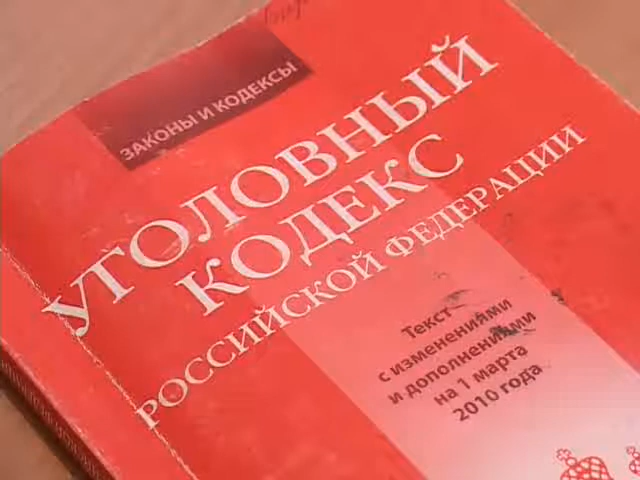 ЗАКОНЫ И КОДЕКСЫ
УГОЛОВНЫЙ
КОДЕКС
РОССИЙСКОЙ ФЕДЕРАЦИИ
Текст
с изменениями
и дополнениями
на 1 марта
2010 года